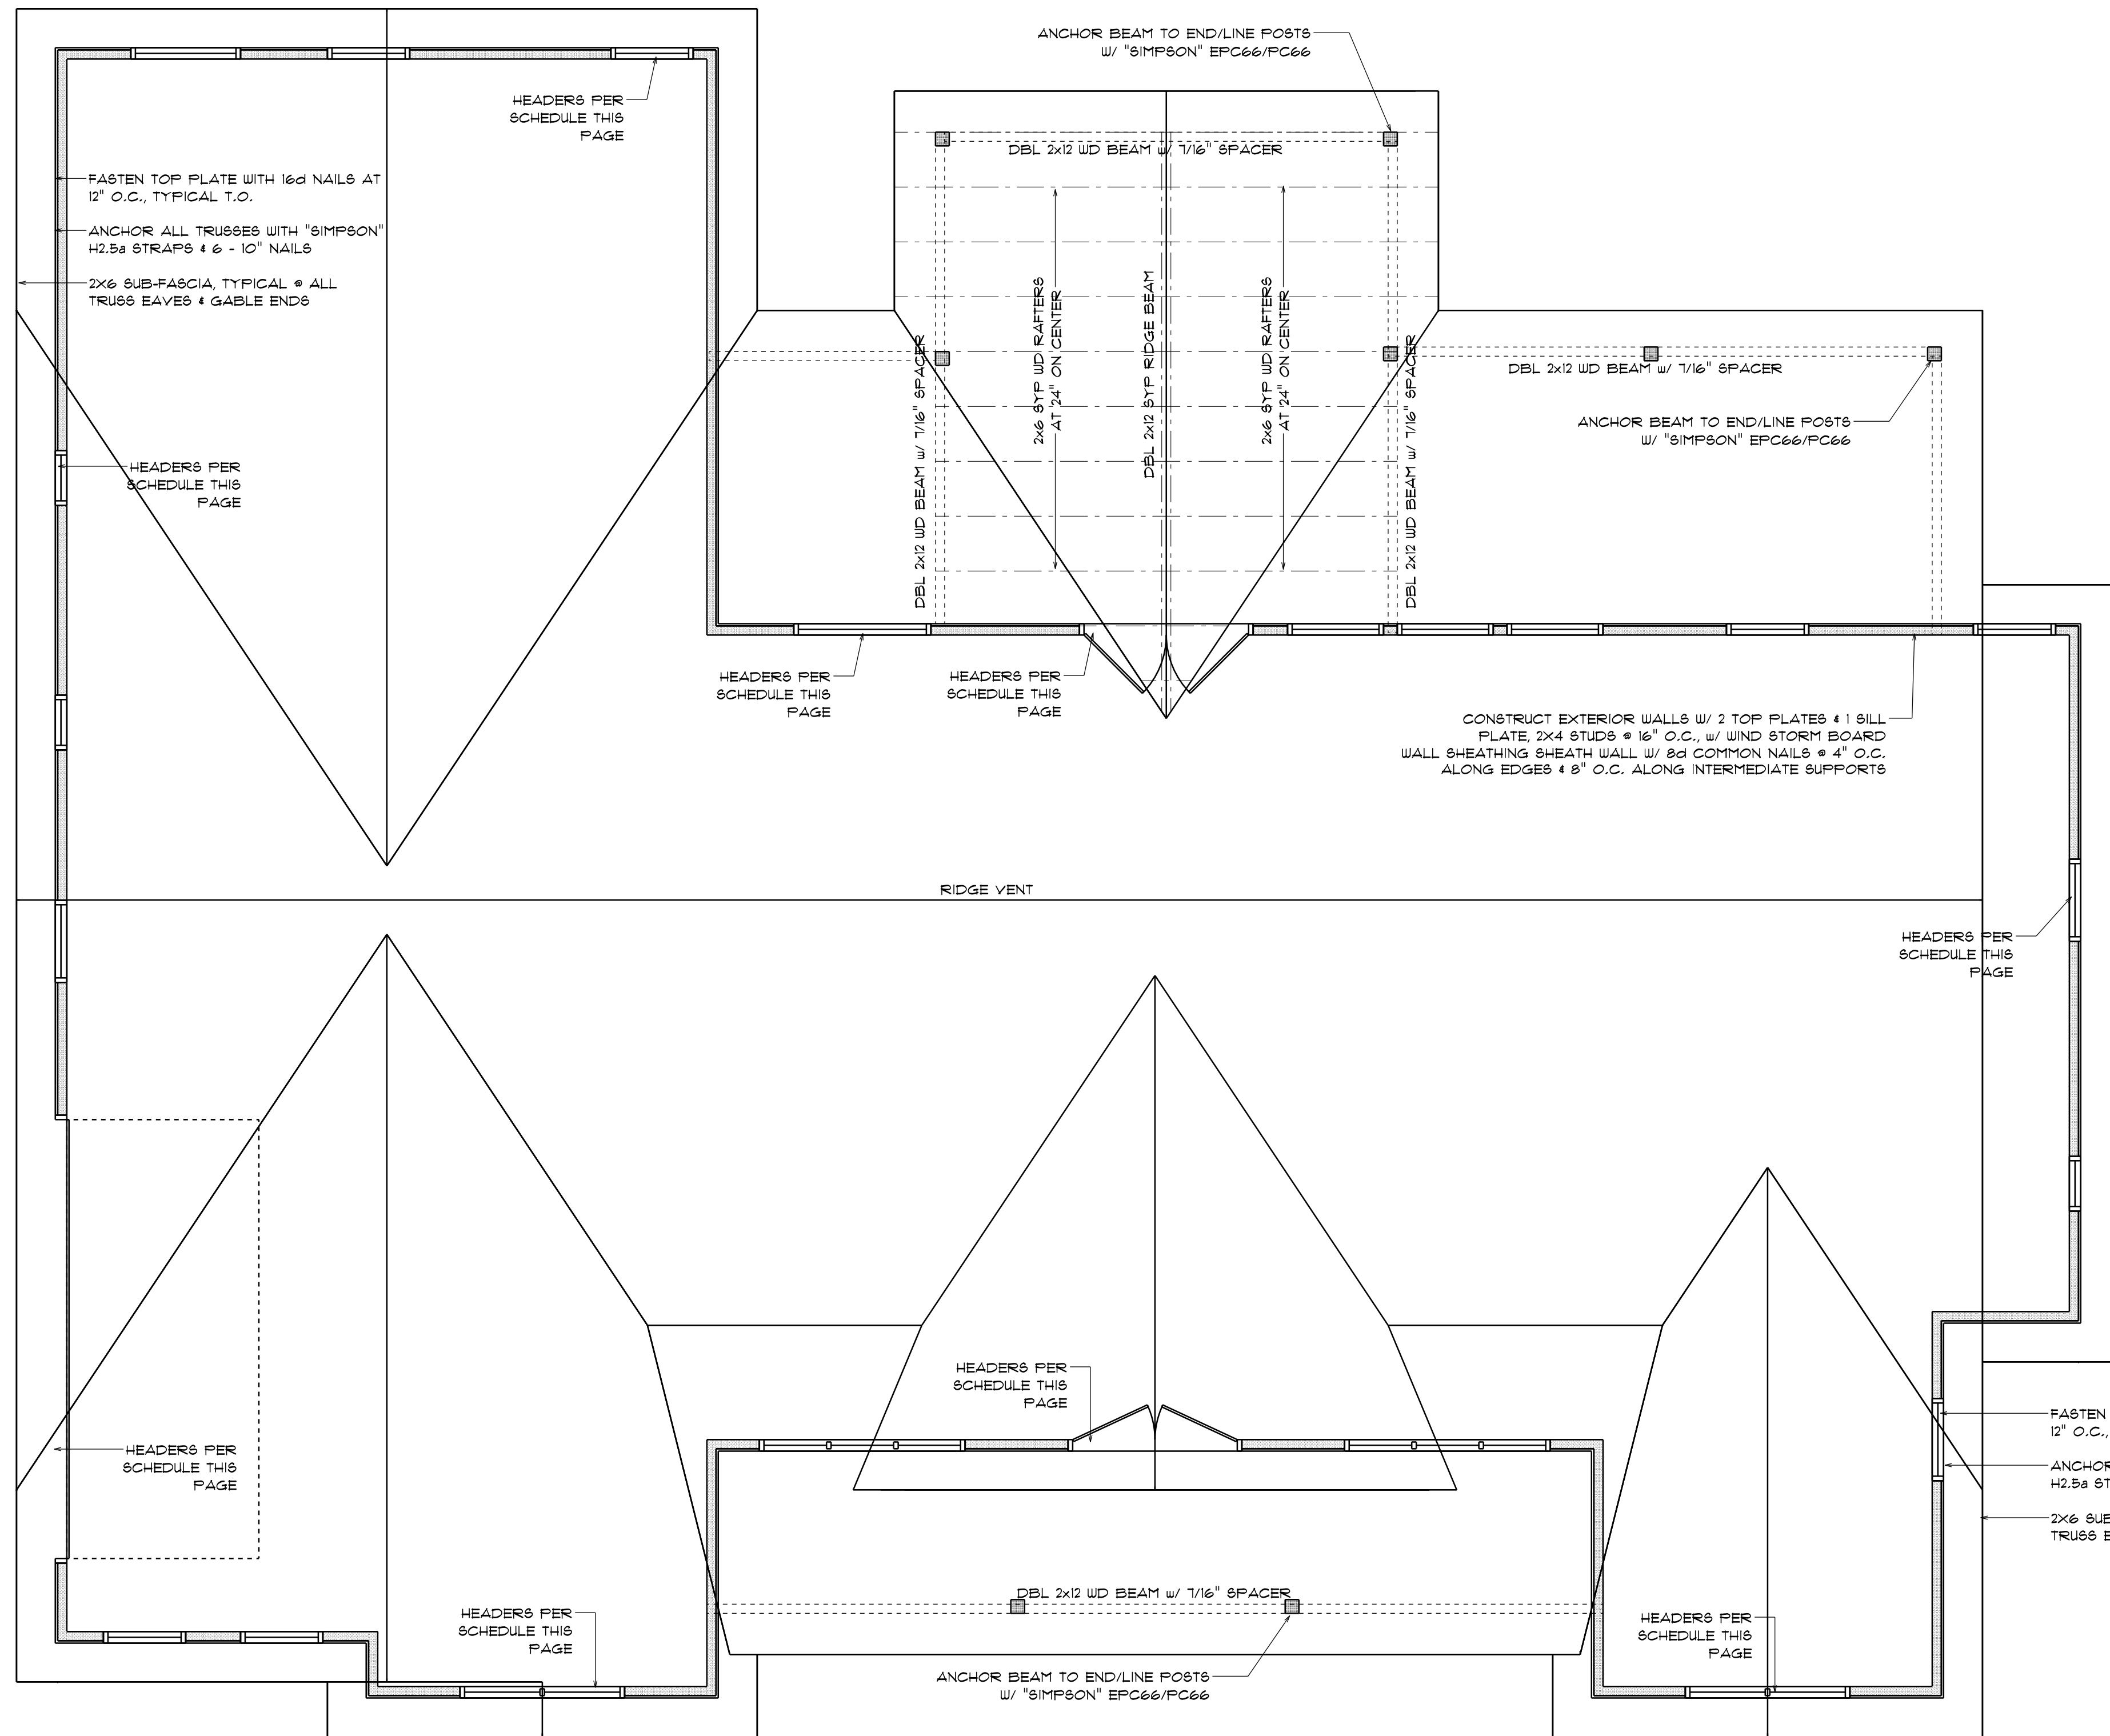 ANCHOR BEAM TO END/LINE POSTS
W/ "SIMPSON" EPC66/PC66
HEADERS PER
SCHEDULE THIS
PAGE
DBL 2x12 WD BEAM w/ 7/16" SPACER
FASTEN TOP PLATE WITH 16d NAILS AT
12" O.C., TYPICAL T.O.
ANCHOR ALL TRUSSES WITH "SIMPSON"
H2.5a STRAPS & 6 - 10" NAILS
2X6 SUB-FASCIA, TYPICAL @ ALL
TRUSS EAVES & GABLE ENDS
DBL 2x12 WD BEAM w/ 7/16" SPACER
2x6 SYP WD RAFTERS
AT 24" ON CENTER
DBL 2x12 SYP RIDGE BEAM
2x6 SYP WD RAFTERS
AT 24" ON CENTER
DBL 2x12 WD BEAM w/ 7/16" SPACER
DBL 2x12 WD BEAM w/ 7/16" SPACER
ANCHOR BEAM TO END/LINE POSTS
W/ "SIMPSON" EPC66/PC66
HEADERS PER
SCHEDULE THIS
PAGE
HEADERS PER
SCHEDULE THIS
PAGE
HEADERS PER
SCHEDULE THIS
PAGE
CONSTRUCT EXTERIOR WALLS W/ 2 TOP PLATES & 1 SILL
PLATE, 2X4 STUDS @ 16" O.C., w/ WIND STORM BOARD
WALL SHEATHING SHEATH WALL W/ 8d COMMON NAILS @ 4" O.C.
ALONG EDGES & 8" O.C. ALONG INTERMEDIATE SUPPORTS
RIDGE VENT
HEADERS PER
SCHEDULE THIS
PAGE
HEADERS PER
SCHEDULE THIS
PAGE
HEADERS PER
SCHEDULE THIS
PAGE
FASTEN
12" O.C.,
ANCHOR
H2.5a ST
2X6 SUB
TRUSS E
DBL 2x12 WD BEAM w/ 7/16" SPACER
HEADERS PER
SCHEDULE THIS
PAGE
HEADERS PER
SCHEDULE THIS
PAGE
ANCHOR BEAM TO END/LINE POSTS
W/ "SIMPSON" EPC66/PC66